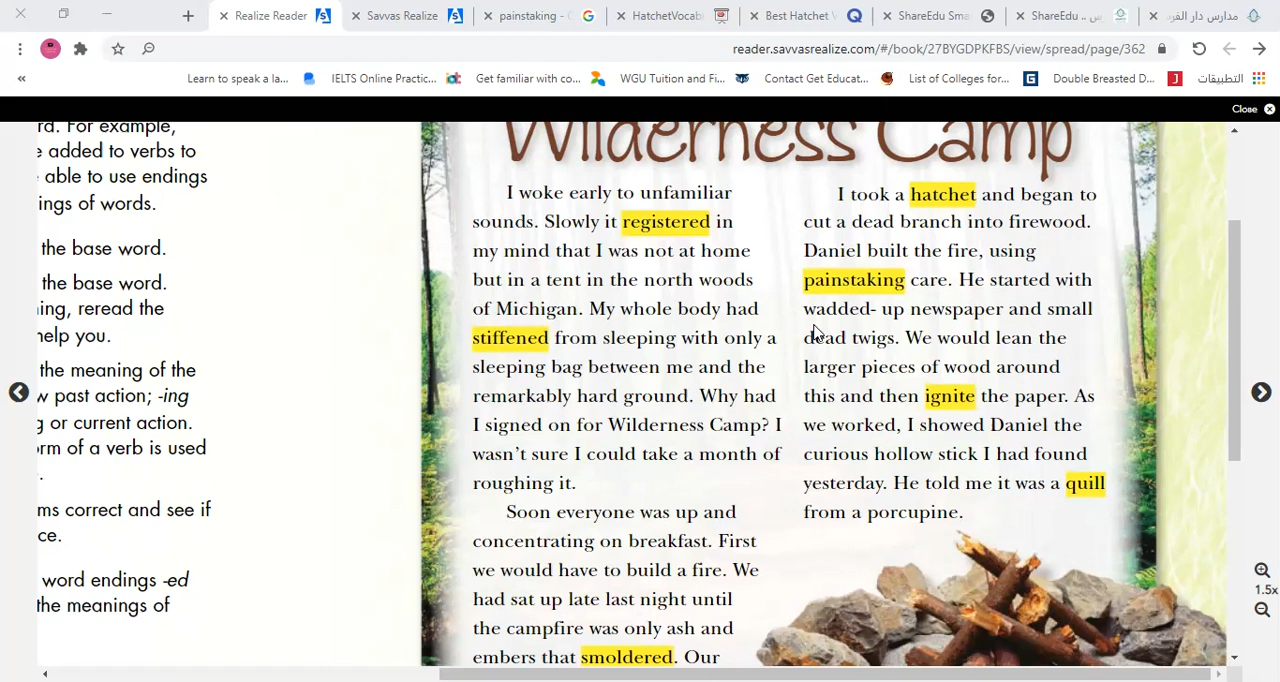 Realize Reader
Savvas Realize
painstaking - 
HatchetVocab
Best Hatchet
ShareEdu Sma
ShareEdu ..
مدارس دار الفر
reader.savvasrealize.com/#/book/27BYGDPKFBS/view/spread/page/362
Learn to speak a la...
IELTS Online Practic...
Get familiar with co...
WGU Tuition and Fi...
Contact Get Educat...
List of Colleges for...
Double Breasted D...
التطبيقات
Close
rd. For example,
e added to verbs to
able to use endings
ings of words.
the base word.
the base word.
ing, reread the
help you.
the meaning of the
w past action; -ing
g or current action.
orm of a verb is used
ms correct and see if
ce.
word endings -ed
the meanings of
Wilderness Camp
I woke early to unfamiliar
sounds. Slowly it registered in
my mind that I was not at home
but in a tent in the north woods
of Michigan. My whole body had
stiffened from sleeping with only a
sleeping bag between me and the
remarkably hard ground. Why had
I signed on for Wilderness Camp? I
wasn't sure I could take a month of
roughing it.
Soon everyone was up and
concentrating on breakfast. First
we would have to build a fire. We
had sat up late last night until
the campfire was only ash and
embers that smoldered. Our
I took a hatchet and began to
cut a dead branch into firewood.
Daniel built the fire, using
painstaking care. He started with
wadded- up newspaper and small
dead twigs. We would lean the
larger pieces of wood around
this and then ignite the paper. As
we worked, I showed Daniel the
curious hollow stick I had found
yesterday. He told me it was a quill
from a porcupine.
1.5x